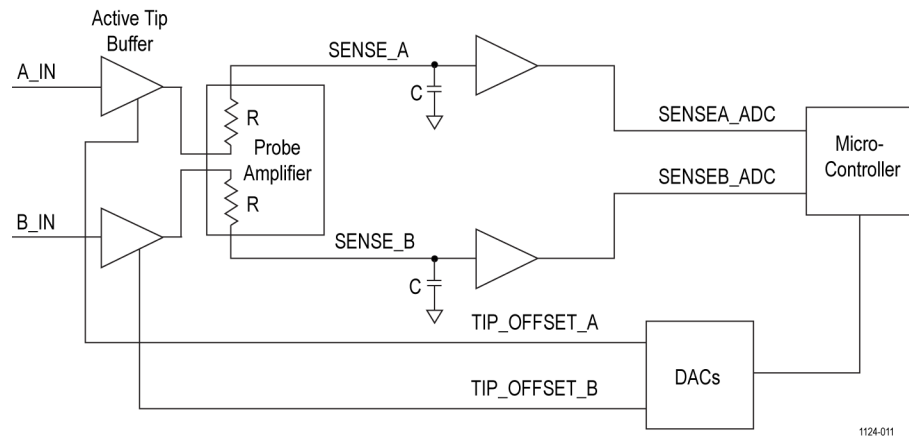 Active Tip
Buffer
A_IN
SENSE_A
C
R
SENSEA_ADC
Probe
Amplifier
Micro-
Controller
SENSEB_ADC
R
B_IN
SENSE_B
C
TIP_OFFSET_A
DACs
TIP_OFFSET_B
1124-011